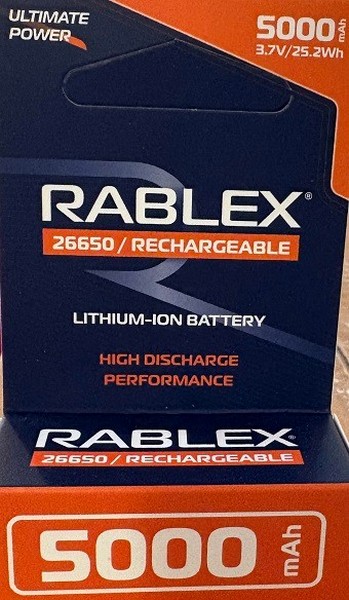 ULTIMATE
POWER
5000 mAh
3.7V/25.2Wh
RABLEX®
26650 / RECHARGEABLE
LITHIUM-ION BATTERY
HIGH DISCHARGE
PERFORMANCE
RABLEX®
26650 / RECHARGEABLE
5000 mAh